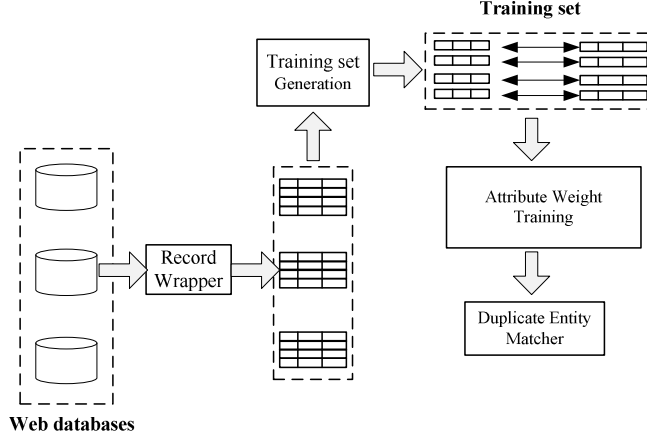 Training set
Training set
Generation
Attribute Weight
Training
Record
Wrapper
Duplicate Entity
Matcher
Web databases